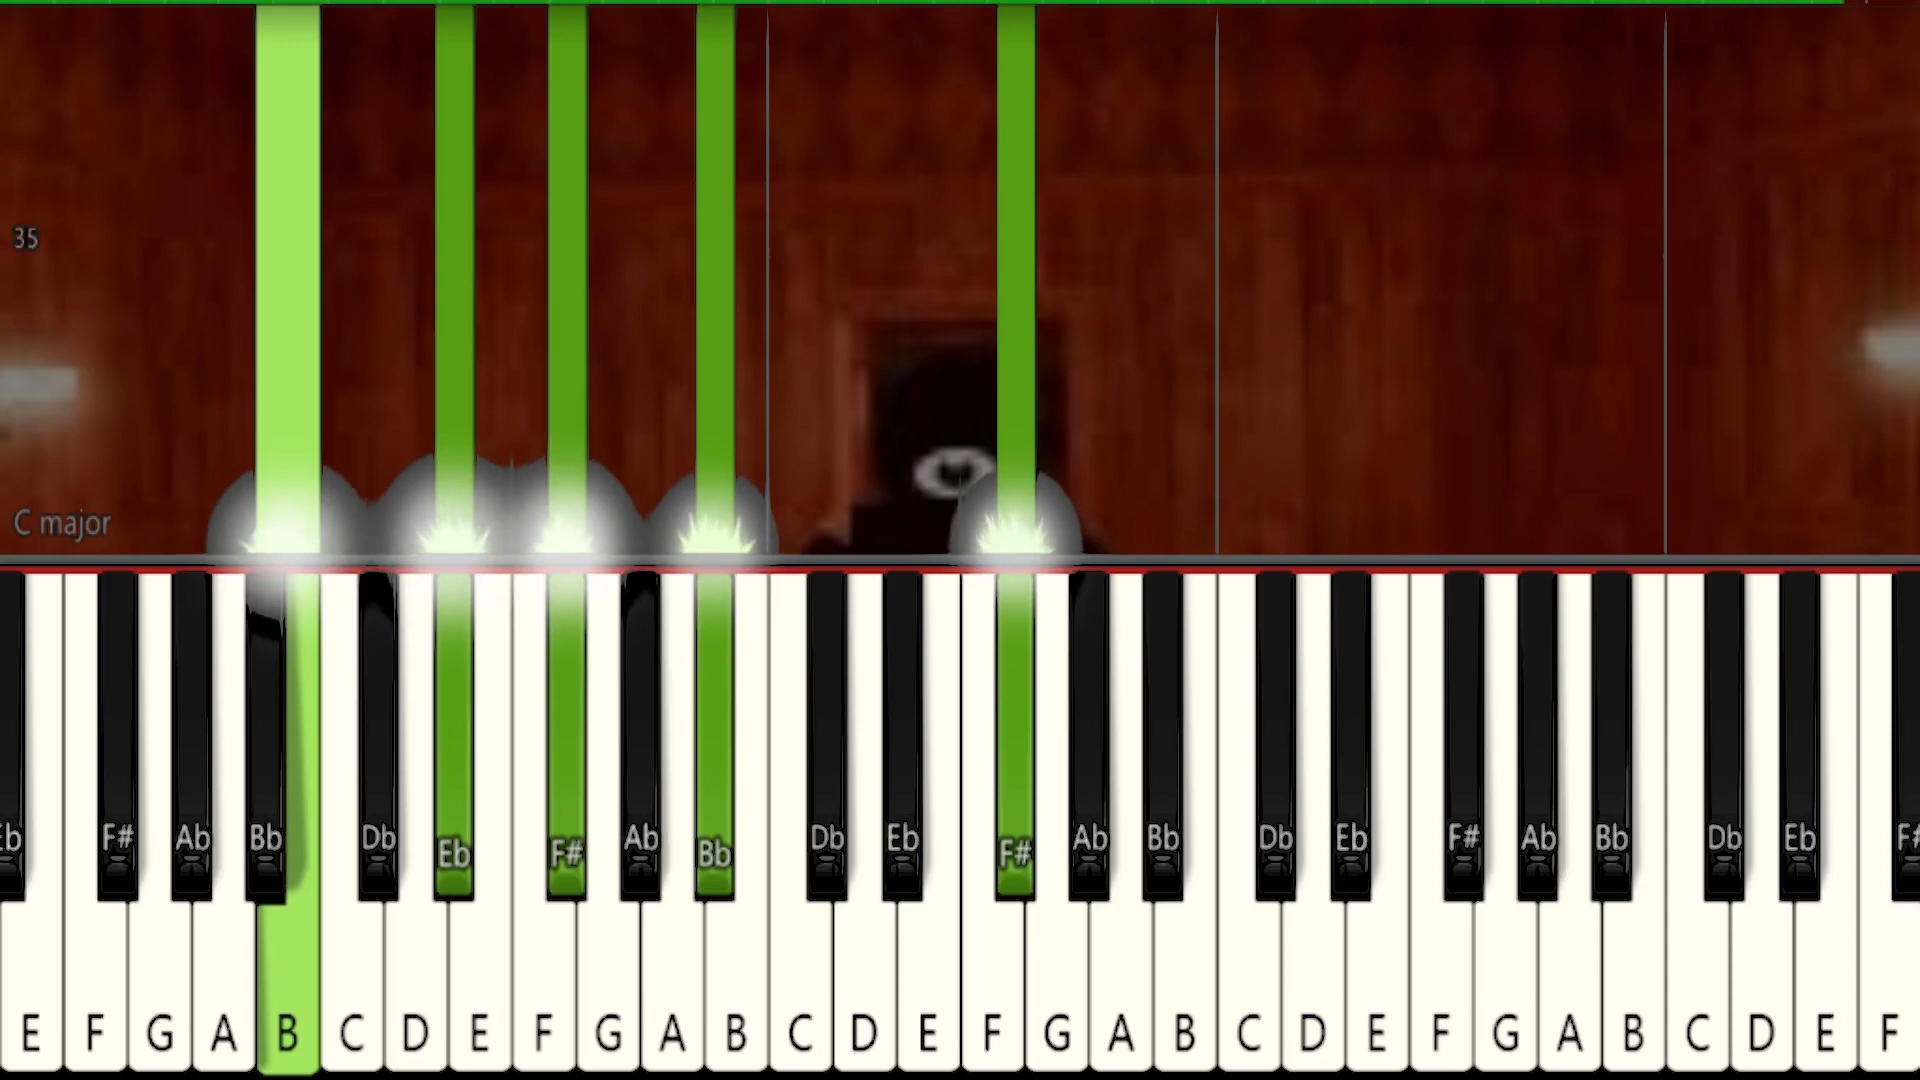 35
C major
Eb F# Ab Bb Db Eb F# Ab Bb Db Eb F# Ab Bb Db Eb F# Ab Bb Db Eb F#
E F G A B C D E F G A B C D E F G A B C D E F G A B C D E F